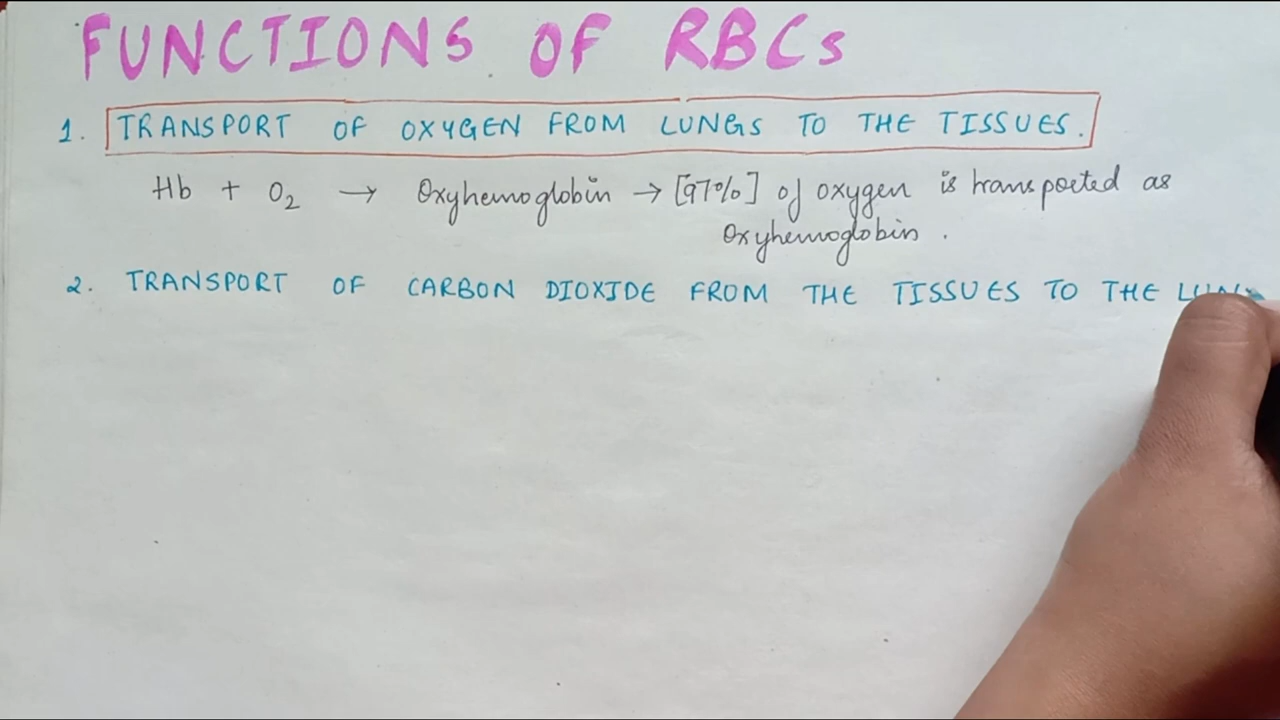 FUNCTIONS OF RBCs
1. TRANSPORT OF OXYGEN FROM LUNGS TO THE TISSUES.
Hb + O₂ → Oxyhemoglobin → [97%] of oxygen is transported as
Oxyhemoglobin.
2. TRANSPORT OF CARBON DIOXIDE FROM THE TISSUES TO THE